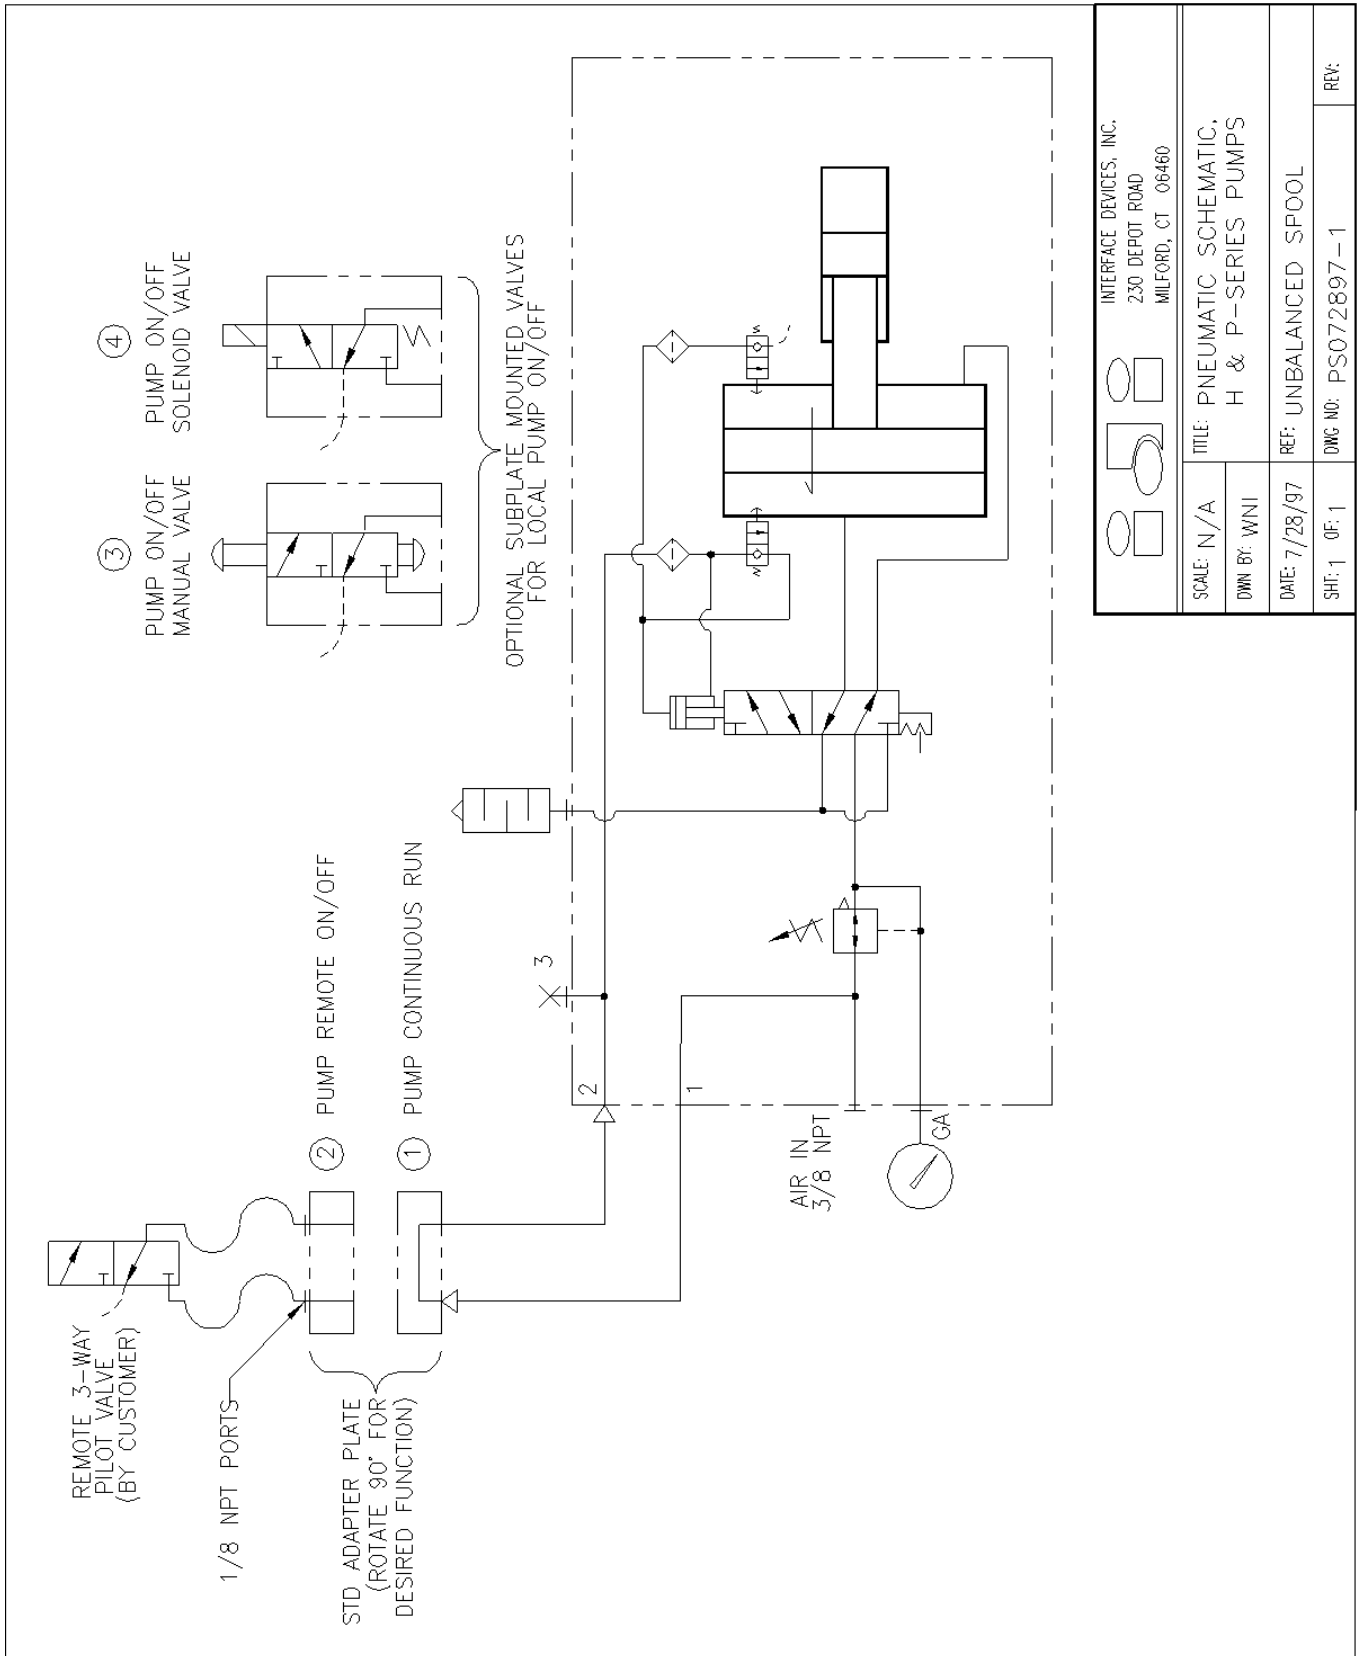 REMOTE 3-WAY
PILOT VALVE
(BY CUSTOMER)
1/8 NPT PORTS
STD ADAPTER PLATE
(ROTATE 90° FOR
DESIRED FUNCTION)
2 PUMP REMOTE ON/OFF
1 PUMP CONTINUOUS RUN
3
PUMP ON/OFF
MANUAL VALVE
4
PUMP ON/OFF
SOLENOID VALVE
OPTIONAL SUBPLATE MOUNTED VALVES
FOR LOCAL PUMP ON/OFF
3
2
1
AIR IN
3/8 NPT
GA
INTERFACE DEVICES, INC.
230 DEPOT ROAD
MILFORD, CT 06460
SCALE: N/A
TITLE: PNEUMATIC SCHEMATIC,
H & P-SERIES PUMPS
DWN BY: WNI
DATE: 7/28/97
REF: UNBALANCED SPOOL
SHT: 1 OF: 1
DWG NO: PS072897-1
REV: